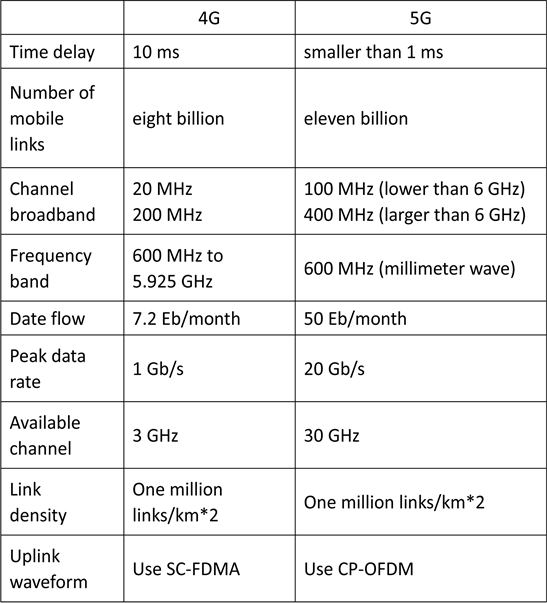 4G 5G
Time delay 10 ms smaller than 1 ms
Number of
mobile
links
eight billion eleven billion
Channel
broadband
20 MHz
200 MHz
100 MHz (lower than 6 GHz)
400 MHz (larger than 6 GHz)
Frequency
band
600 MHz to
5.925 GHz
600 MHz (millimeter wave)
Date flow 7.2 Eb/month 50 Eb/month
Peak data
rate
1 Gb/s 20 Gb/s
Available
channel
3 GHz 30 GHz
Link
density
One million
links/km*2
One million links/km*2
Uplink
waveform
Use SC-FDMA Use CP-OFDM